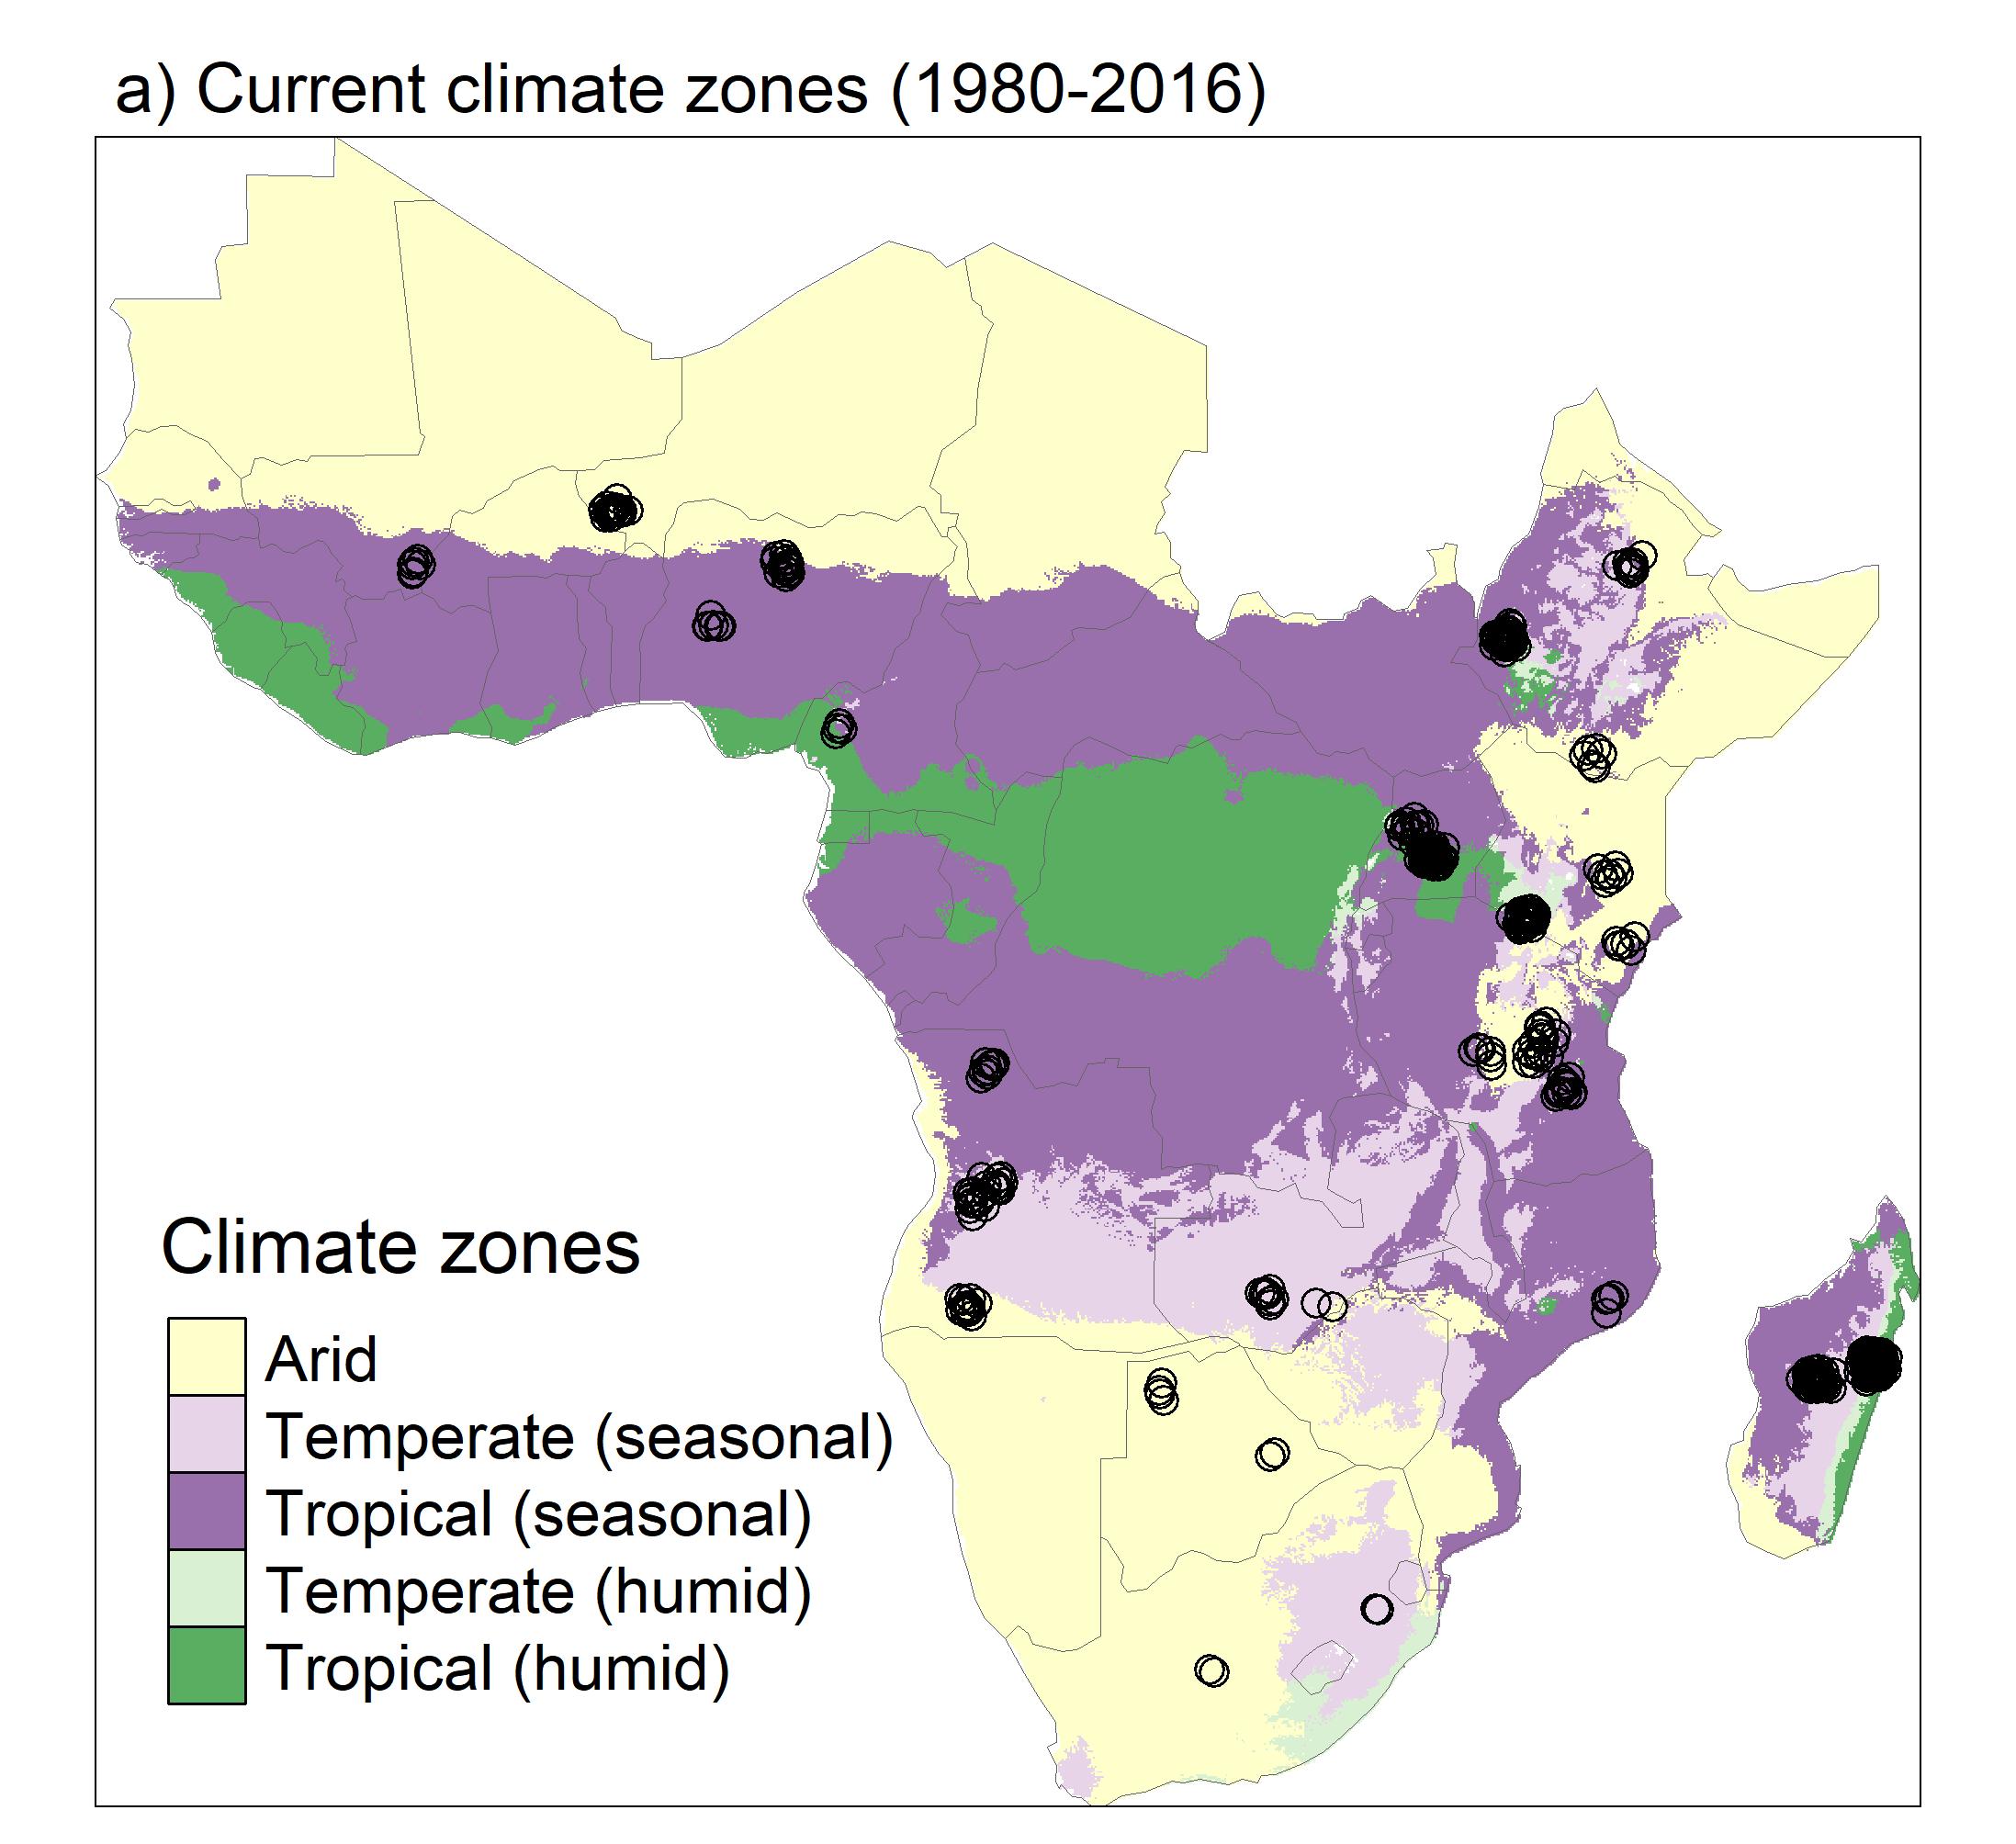 a) Current climate zones (1980-2016)
Climate zones
Arid
Temperate (seasonal)
Tropical (seasonal)
Temperate (humid)
Tropical (humid)